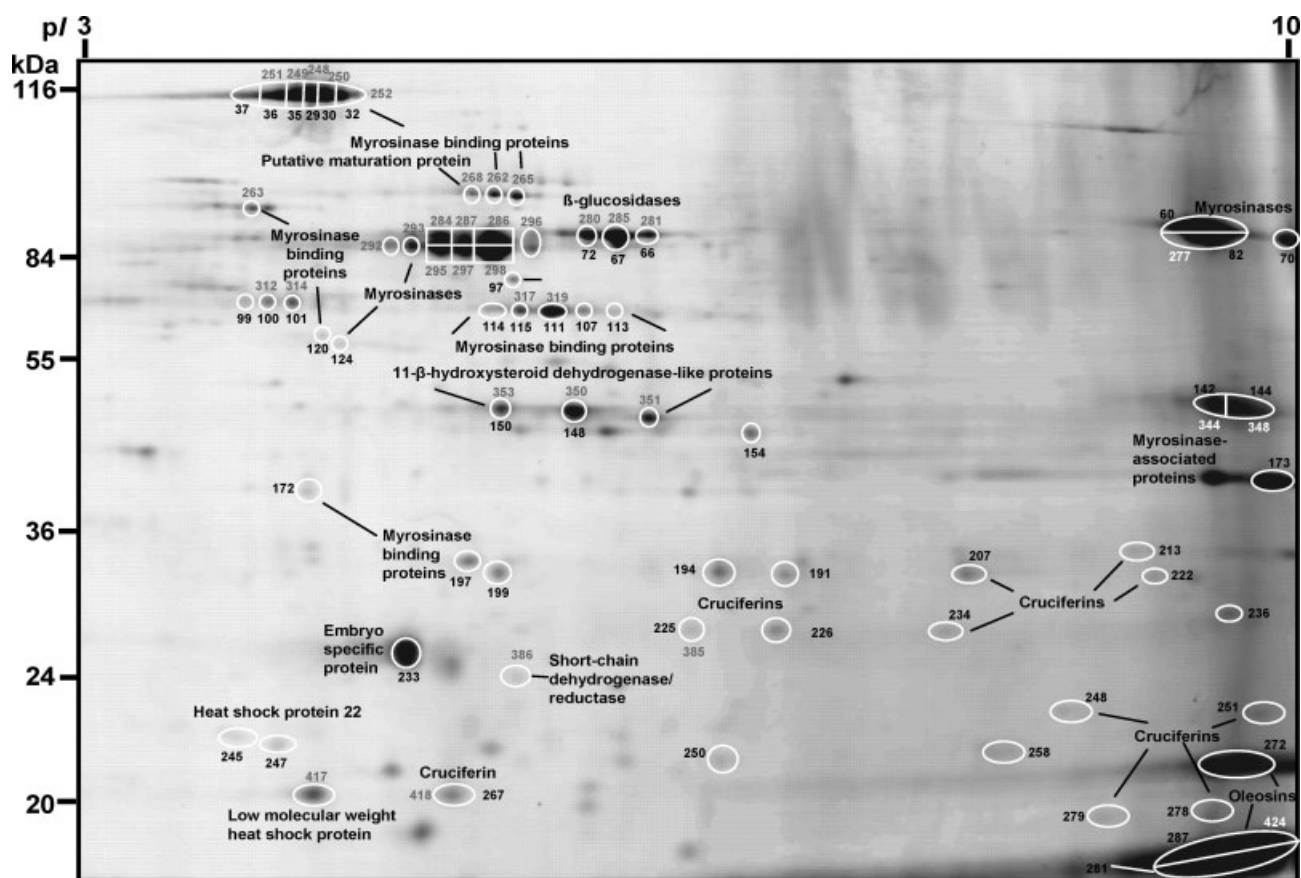 pI 3 10
kDa
116
251 249 248 250 252
37 36 35 29 30 32
Myrosinase binding proteins
Putative maturation protein
268 262 265
263
ß-glucosidases
280 285 281
72 67 66
60 Myrosinases
277 82 70
Myrosinase
binding
proteins
292 293 284 287 286 296
84
295 297 298
97
Myrosinases
312 314
99 100 101
317 319
114 115 111 107 113
120 124
Myrosinase binding proteins
55
11-β-hydroxysteroid dehydrogenase-like proteins
353 350 351
150 148
154
142 144
344 348
Myrosinase-
associated
proteins
173
172
36
Myrosinase
binding
proteins
197
199
194 191
207 213
222
Cruciferins
Cruciferins
225 226
385
234
236
Embryo
specific
protein
233
24
386
Short-chain
dehydrogenase/
reductase
Heat shock protein 22
245 247
248 251
Cruciferins
250 258
272
20
417
Cruciferin
418 267
Low molecular weight
heat shock protein
279 278
Oleosins
424
287
281